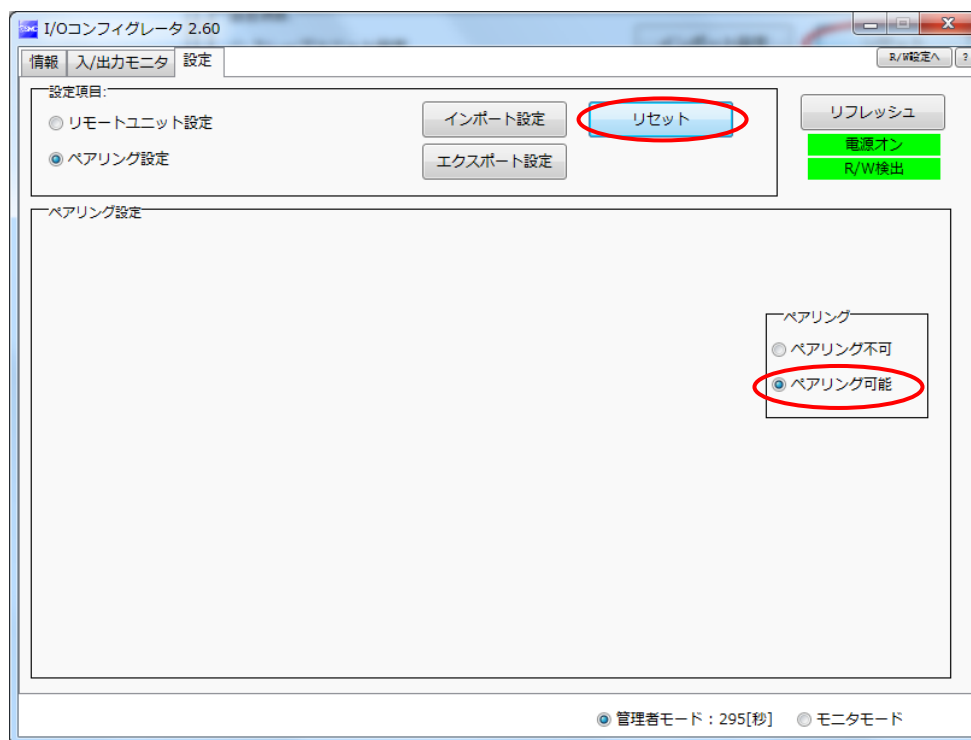 I/Oコンフィグレータ 2.60
情報 入/出力モニタ 設定
R/W設定へ ?
設定項目:
リモートユニット設定
ペアリング設定
インポート設定
リセット
エクスポート設定
リフレッシュ
電源オン
R/W検出
ペアリング設定
ペアリング
ペアリング不可
ペアリング可能
管理者モード : 295[秒] モニタモード